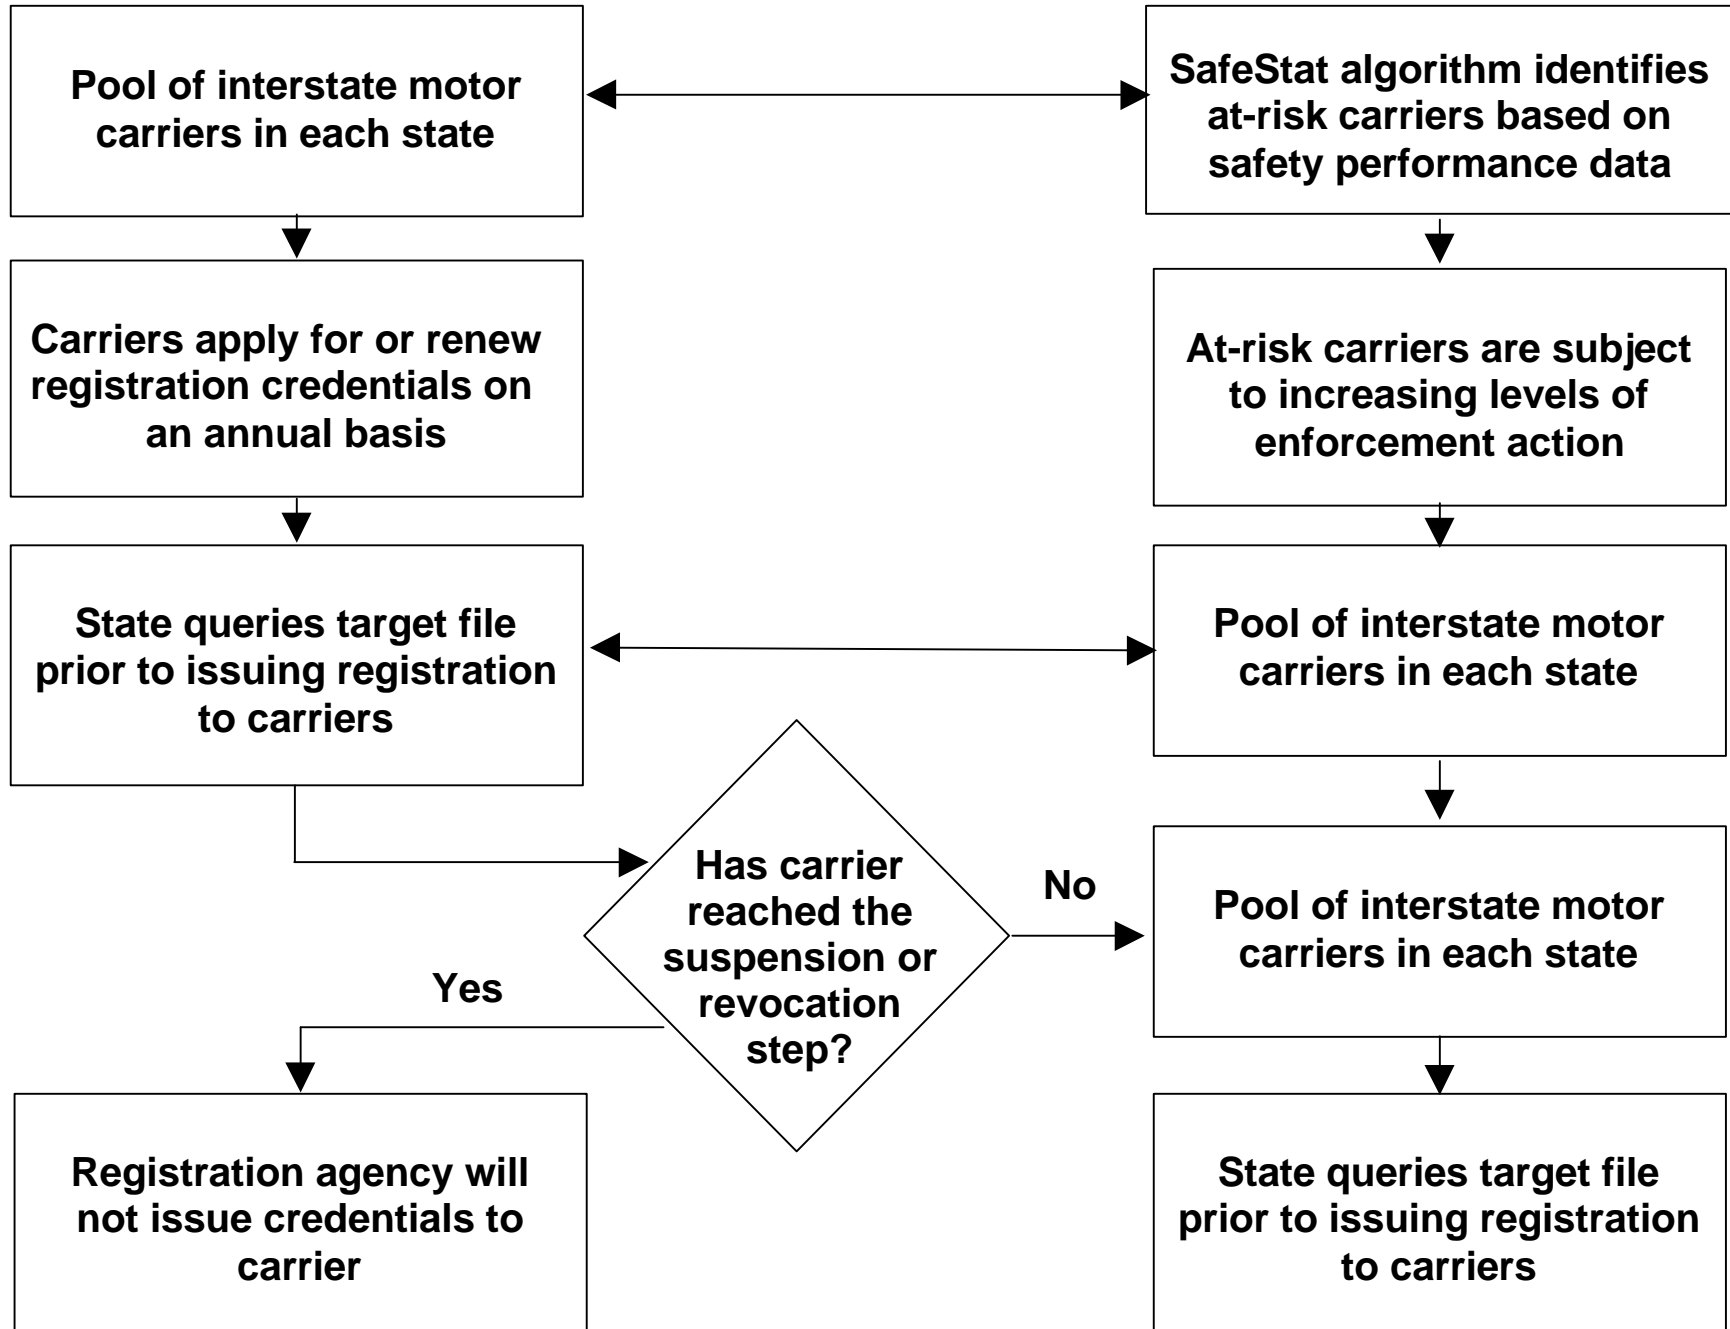 Pool of interstate motor
carriers in each state
SafeStat algorithm identifies
at-risk carriers based on
safety performance data
Carriers apply for or renew
registration credentials on
an annual basis
At-risk carriers are subject
to increasing levels of
enforcement action
State queries target file
prior to issuing registration
to carriers
Pool of interstate motor
carriers in each state
Has carrier
reached the
suspension or
revocation
step?
No
Pool of interstate motor
carriers in each state
Yes
Registration agency will
not issue credentials to
carrier
State queries target file
prior to issuing registration
to carriers